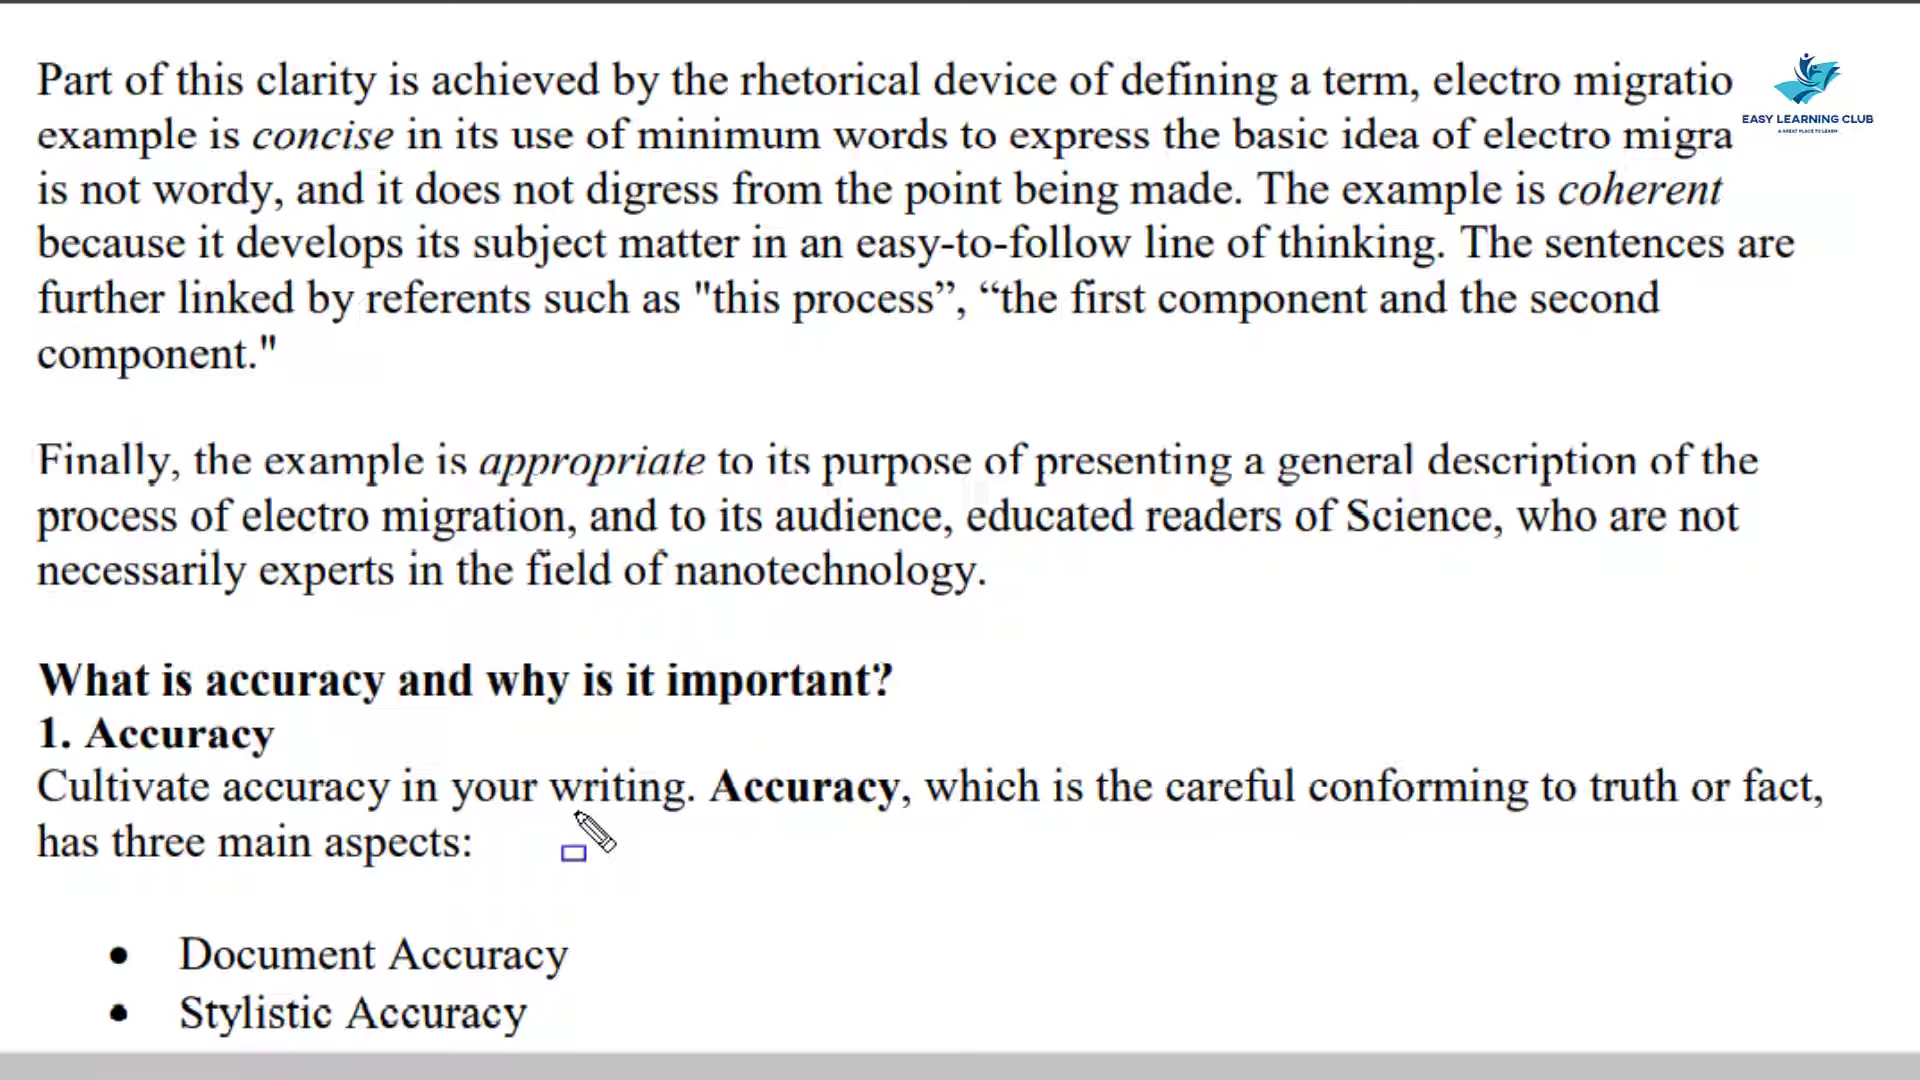 Part of this clarity is achieved by the rhetorical device of defining a term, electro migratio
example is concise in its use of minimum words to express the basic idea of electro migra
is not wordy, and it does not digress from the point being made. The example is coherent
because it develops its subject matter in an easy-to-follow line of thinking. The sentences are
further linked by referents such as "this process”, “the first component and the second
component."
Finally, the example is appropriate to its purpose of presenting a general description of the
process of electro migration, and to its audience, educated readers of Science, who are not
necessarily experts in the field of nanotechnology.
What is accuracy and why is it important?
1. Accuracy
Cultivate accuracy in your writing. Accuracy, which is the careful conforming to truth or fact,
has three main aspects:
• Document Accuracy
• Stylistic Accuracy
EASY LEARNING CLUB
A GREAT PLACE TO LEARN